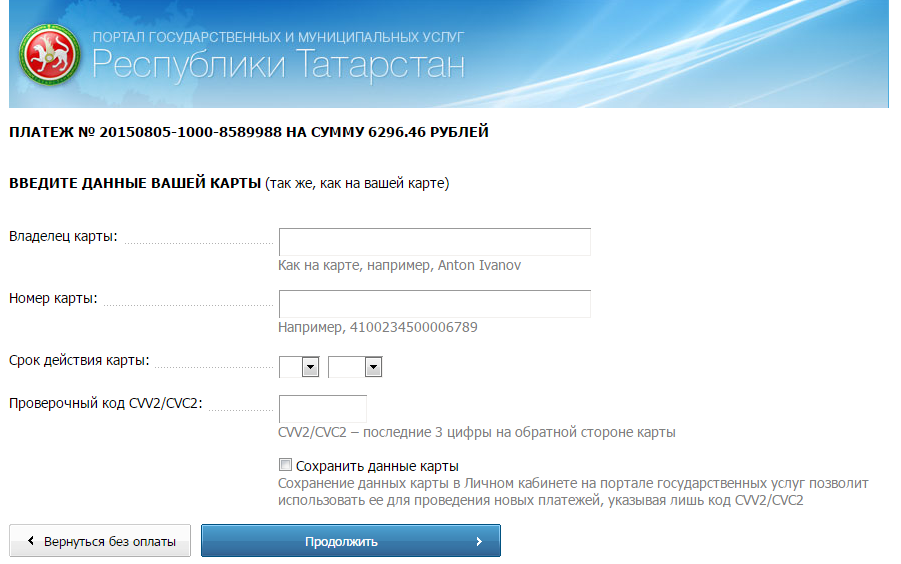 ПОРТАЛ ГОСУДАРСТВЕННЫХ И МУНИЦИПАЛЬНЫХ УСЛУГ
Республики Татарстан
ПЛАТЕЖ № 20150805-1000-8589988 НА СУММУ 6296.46 РУБЛЕЙ
ВВЕДИТЕ ДАННЫЕ ВАШЕЙ КАРТЫ (так же, как на вашей карте)
Владелец карты:
Как на карте, например, Anton Ivanov
Номер карты:
Например, 4100234500006789
Срок действия карты:
Проверочный код CVV2/CVC2:
CVV2/CVC2 – последние 3 цифры на обратной стороне карты
Сохранить данные карты
Сохранение данных карты в Личном кабинете на портале государственных услуг позволит
использовать ее для проведения новых платежей, указывая лишь код CVV2/CVC2
Вернуться без оплаты
Продолжить